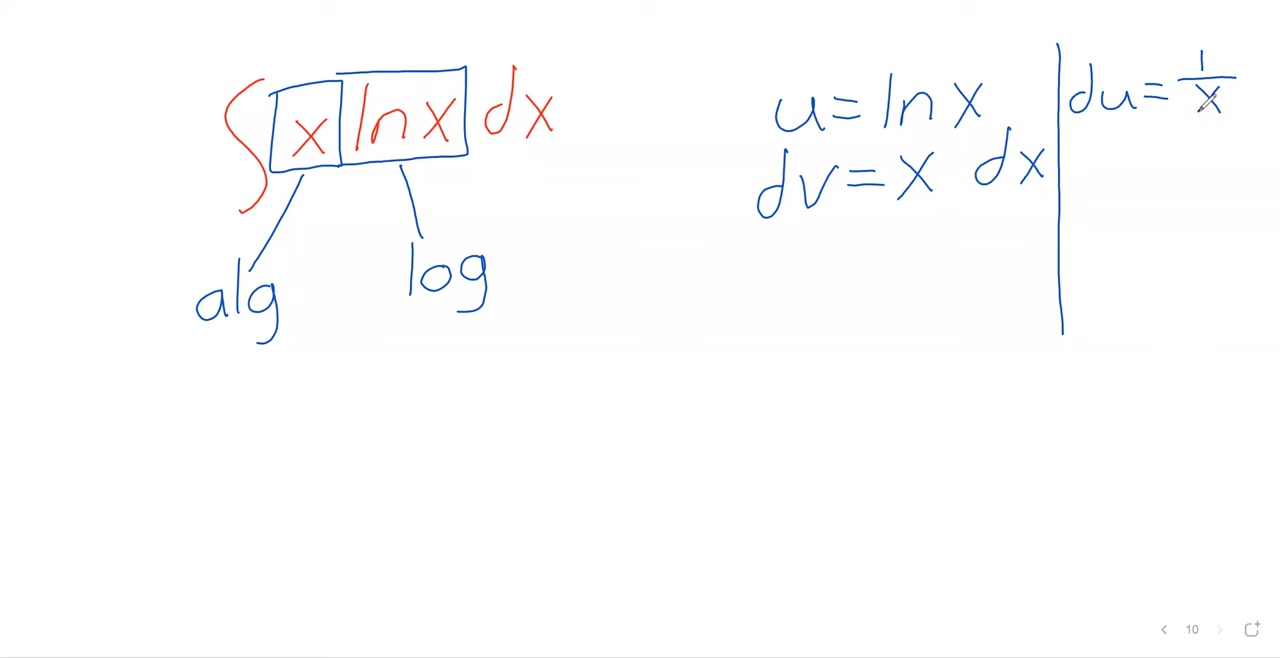 ∫ x ln x dx
alg log
u = ln x
dv = x dx
du = 1/x
10